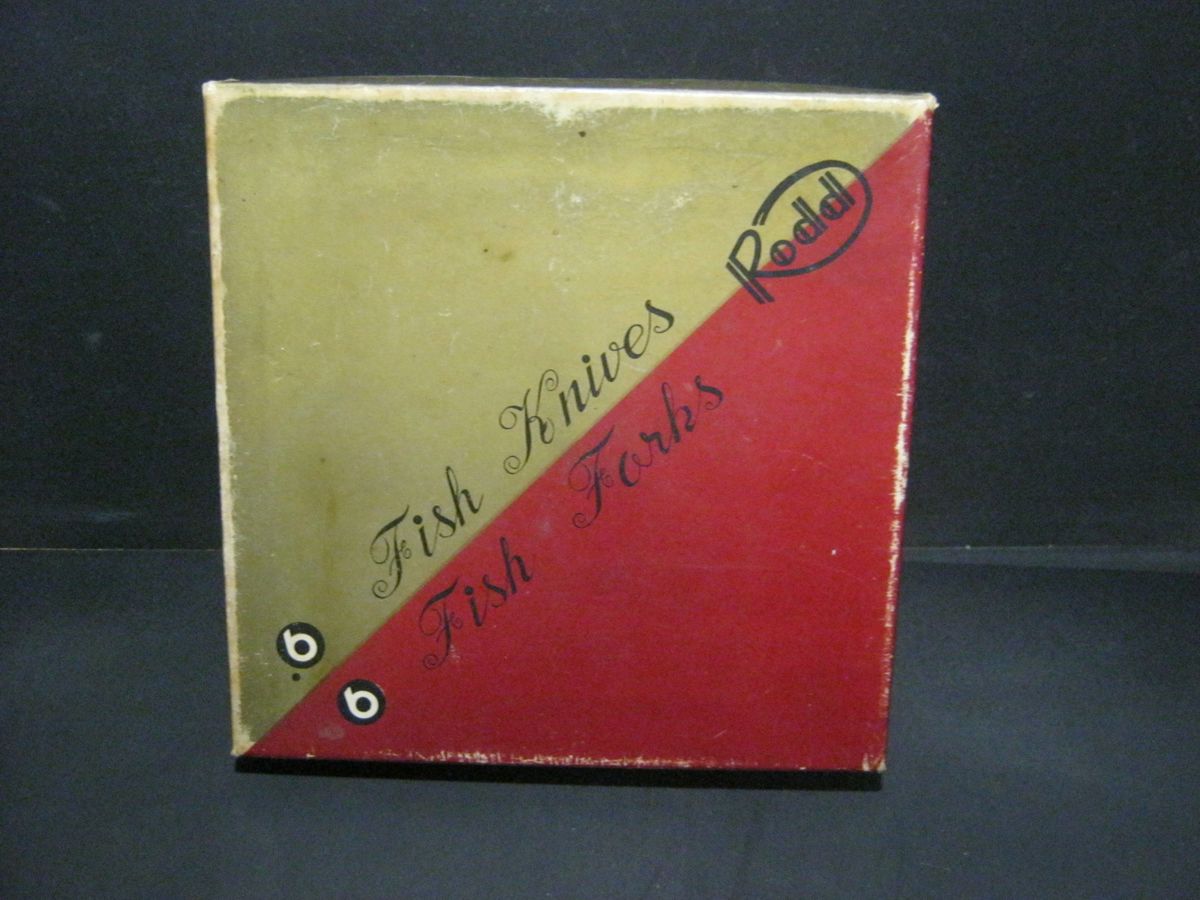 Rodd
6 Fish Knives
6 Fish Forks